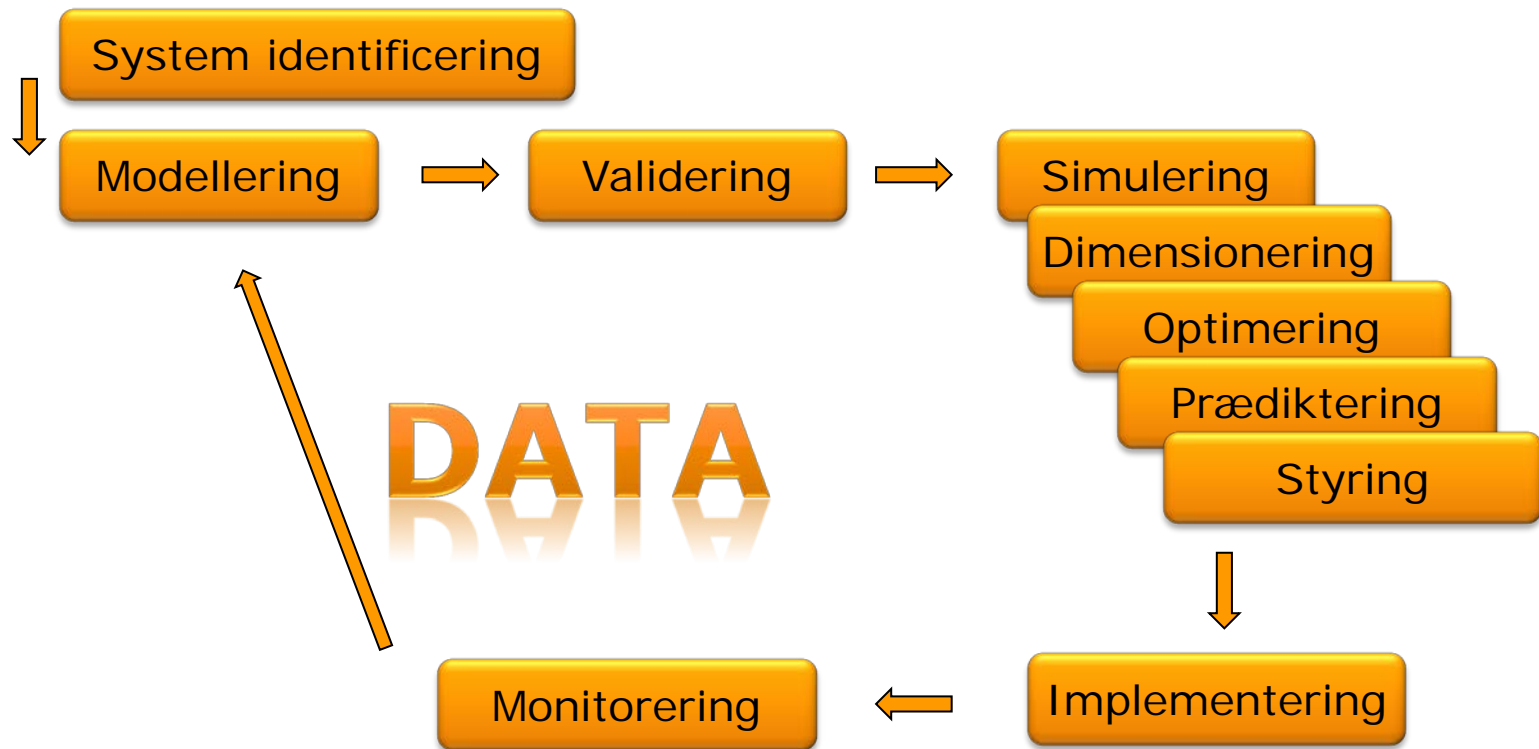 System identificering
Modellering
Validering
Simulering
Dimensionering
Optimering
Prædiktering
Styring
DATA
Monitorering
Implementering